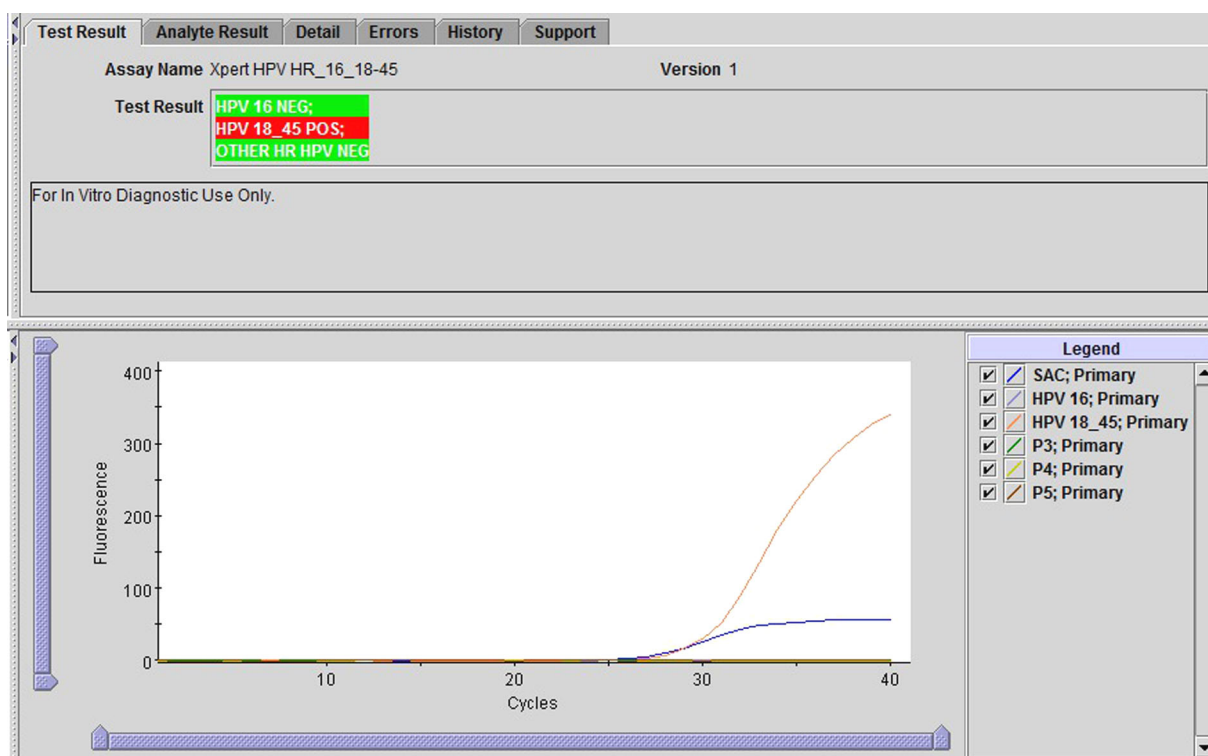 Test Result Analyte Result Detail Errors History Support
Assay Name Xpert HPV HR_16_18-45 Version 1
Test Result HPV 16 NEG;
HPV 18_45 POS;
OTHER HR HPV NEG
For In Vitro Diagnostic Use Only.
400
300
200
100
0
Fluorescence
10 20 30 40
Cycles
Legend
SAC; Primary
HPV 16; Primary
HPV 18_45; Primary
P3; Primary
P4; Primary
P5; Primary